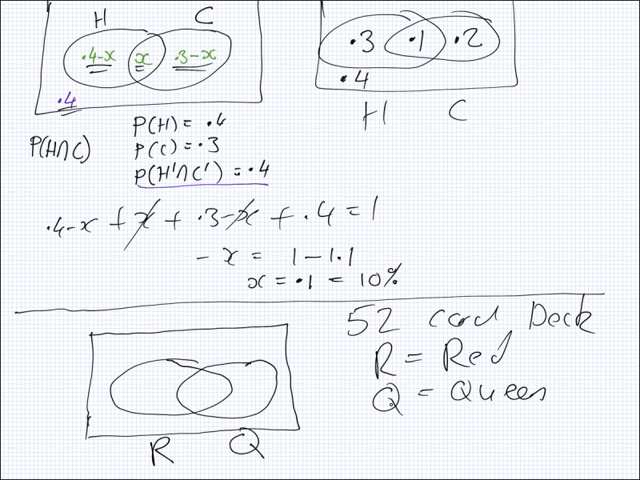 H C
.4-x x .3-x
.4
.3 .1 .2
.4
H C
P(H∩C)
P(H) = .4
P(C) = .3
P(H'∩C') = .4
.4-x + x + .3-x + .4 = 1
- x = 1 - 1.1
x = .1 = 10%
52 card Deck
R = Red
Q = Queen
R Q